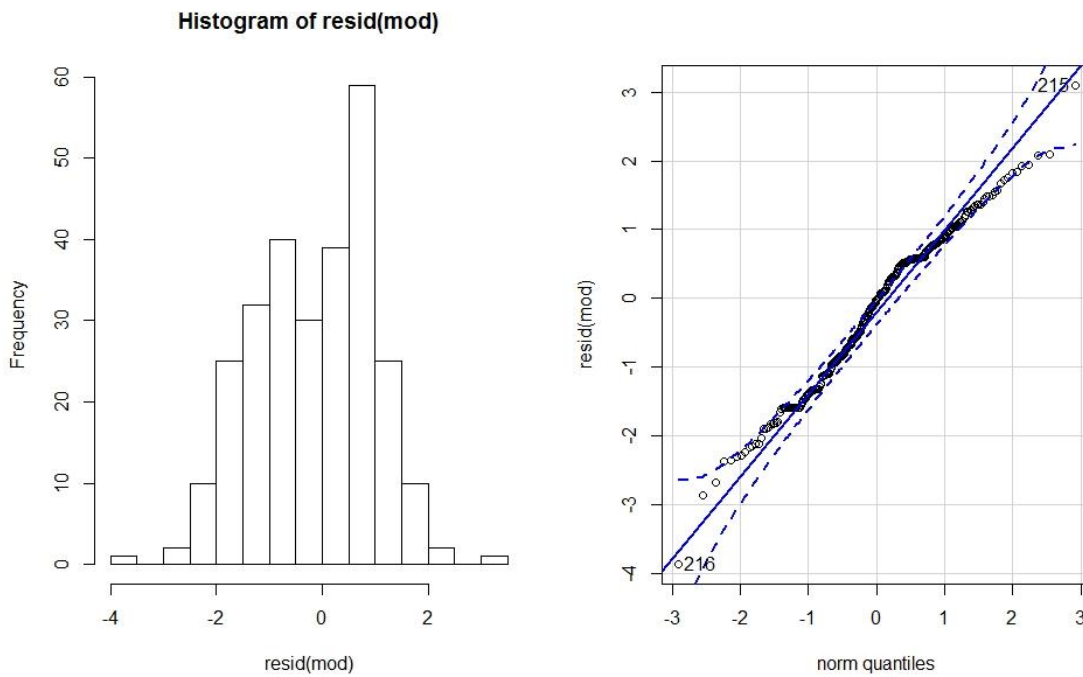 Histogram of resid(mod)
Frequency
60
50
40
30
20
10
0
-4 -2 0 2
resid(mod)
resid(mod)
3
2
1
0
-1
-2
-3
-4
215
216
-3 -2 -1 0 1 2 3
norm quantiles